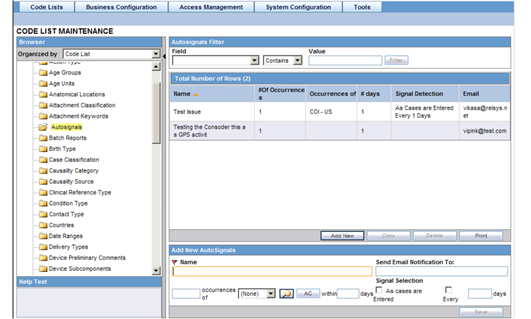 Code Lists Business Configuration Access Management System Configuration Tools
CODE LIST MAINTENANCE
Browser
Organized by Code List
Action Type
Age Groups
Age Units
Anatomical Locations
Attachment Classification
Attachment Keywords
Autosignals
Batch Reports
Birth Type
Case Classification
Causality Category
Causality Source
Clinical Reference Type
Condition Type
Contact Type
Countries
Date Ranges
Delivery Types
Device Preliminary Comments
Device Subcomponents
Help Text
Autosignals Filter
Field Value
Contains Filter
Total Number of Rows (2)
Name #Of Occurrence s Occurrences of # days Signal Detection Email
Test issue 1 COI - US 1 As Cases are Entered Every 1 Days vikasa@relsys.n et
Testing the Consoder this a s GPS activit 1 1 vipink@test.com
Add New Copy Delete Print
Add New AutoSignals
Name Send Email Notification To:
Signal Selection
occurrences of (None) AC within days As cases are Entered Every days
Save